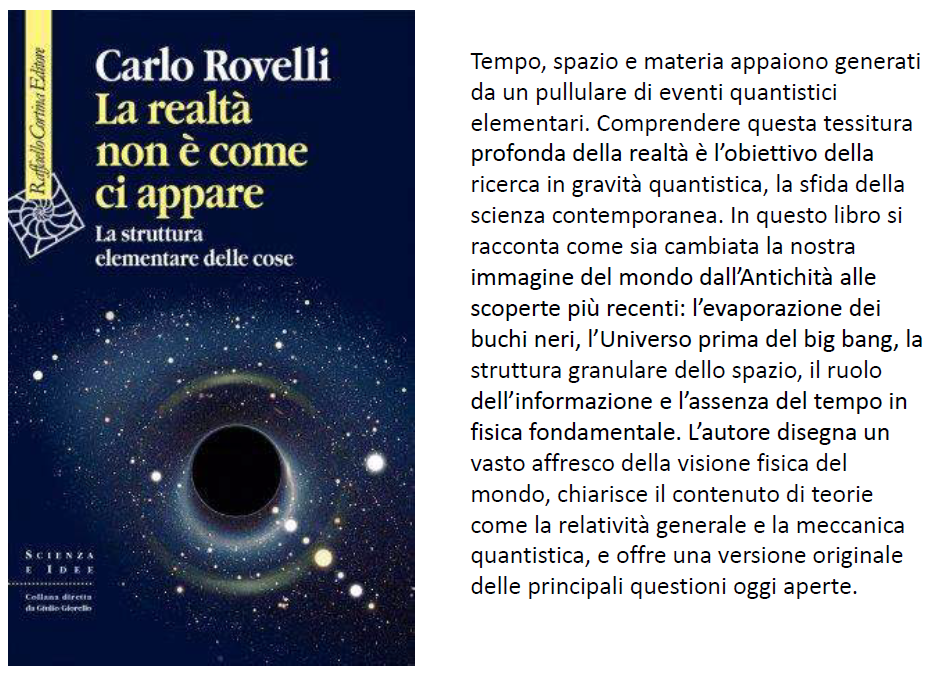 Raffaello Cortina Editore
Carlo Rovelli
La realtà
non è come
ci appare
La struttura
elementare delle cose
SCIENZA
E IDEE
Collana diretta
da Giulio Giorello
Tempo, spazio e materia appaiono generati
da un pullulare di eventi quantistici
elementari. Comprendere questa tessitura
profonda della realtà è l’obiettivo della
ricerca in gravità quantistica, la sfida della
scienza contemporanea. In questo libro si
racconta come sia cambiata la nostra
immagine del mondo dall’Antichità alle
scoperte più recenti: l’evaporazione dei
buchi neri, l’Universo prima del big bang, la
struttura granulare dello spazio, il ruolo
dell’informazione e l’assenza del tempo in
fisica fondamentale. L’autore disegna un
vasto affresco della visione fisica del
mondo, chiarisce il contenuto di teorie
come la relatività generale e la meccanica
quantistica, e offre una versione originale
delle principali questioni oggi aperte.